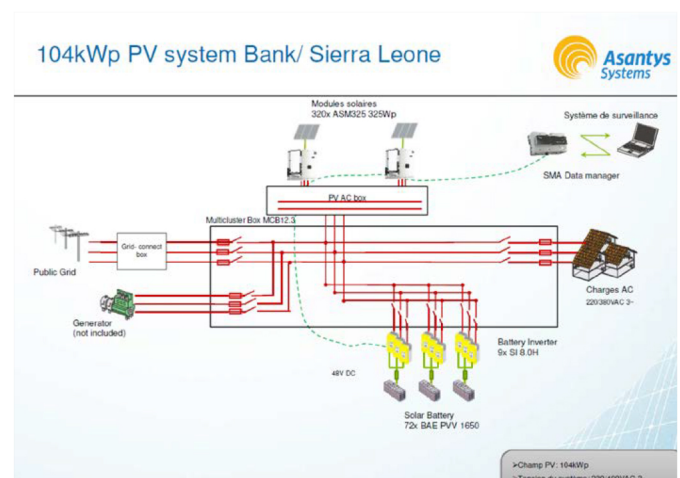 104kWp PV system Bank/ Sierra Leone
Asantys
Systems
Modules solaires
320x ASM325 325Wp
Système de surveillance
SMA Data manager
PV AC box
Multicluster Box MCB12.3
Grid- connect
box
Public Grid
Charges AC
220/380VAC 3~
Generator
(not included)
Battery Inverter
9x SI 8.0H
48V DC
Solar Battery
72x BAE PVV 1650
>Champ PV: 104kWp